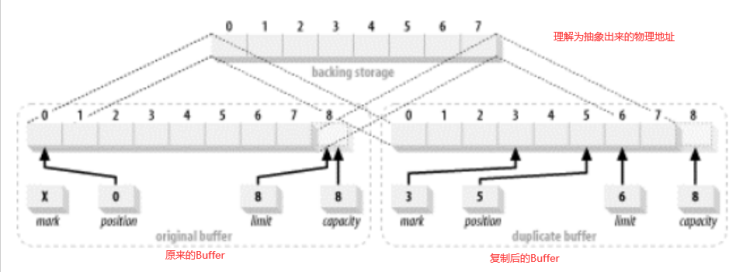 0 1 2 3 4 5 6 7
理解为抽象出来的物理地址
backing storage
0 1 2 3 4 5 6 7 8
0 1 2 3 4 5 6 7 8
X 0 8 8
mark position limit capacity
3 5 6 8
mark position limit capacity
original buffer
duplicate buffer
原来的Buffer
复制后的Buffer